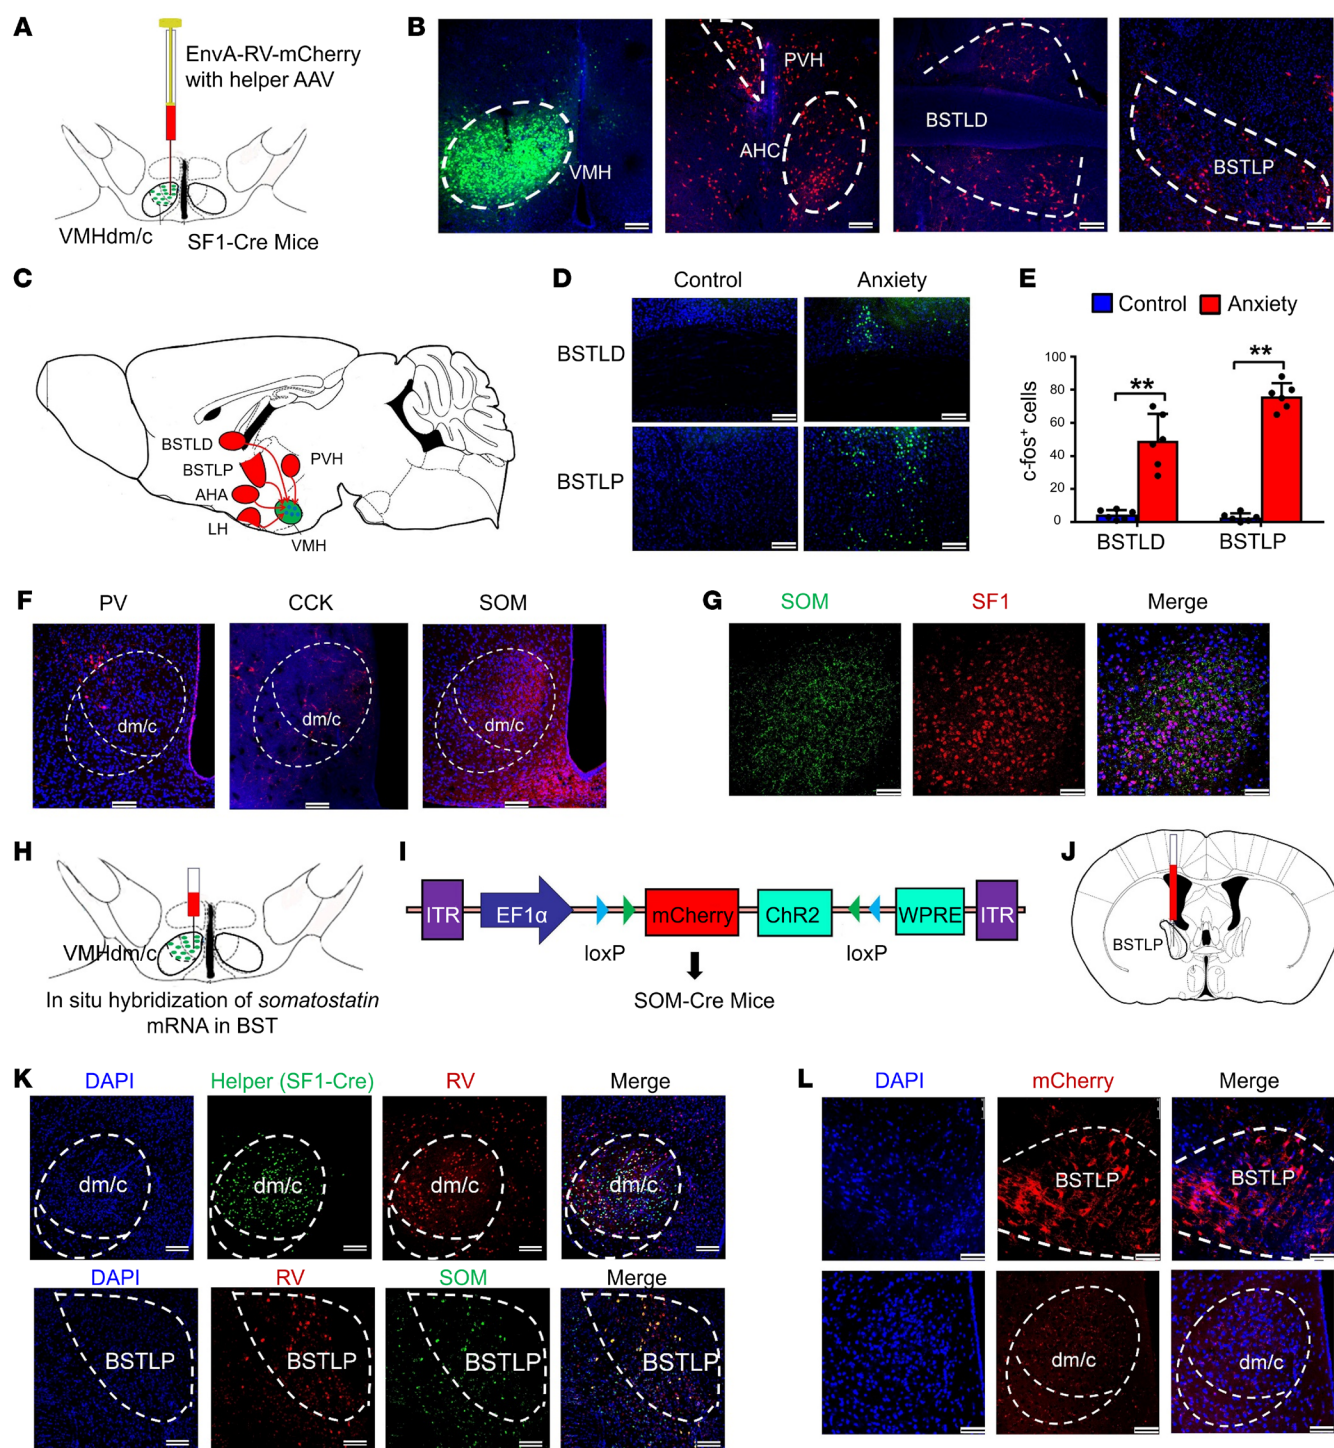 A
EnvA-RV-mCherry
with helper AAV
VMHdm/c
SF1-Cre Mice
B
VMH
PVH
AHC
BSTLD
BSTLP
C
BSTLD
BSTLP
PVH
AHA
LH
VMH
D
Control
Anxiety
BSTLD
BSTLP
E
Control
Anxiety
c-fos+ cells
100
80
60
40
20
0
**
**
BSTLD
BSTLP
F
PV
CCK
SOM
dm/c
dm/c
dm/c
G
SOM
SF1
Merge
H
VMHdm/c
In situ hybridization of somatostatin
mRNA in BST
I
ITR
EF1α
mCherry
ChR2
WPRE
ITR
loxP
loxP
SOM-Cre Mice
J
BSTLP
K
DAPI
Helper (SF1-Cre)
RV
Merge
dm/c
dm/c
dm/c
dm/c
DAPI
RV
SOM
Merge
BSTLP
BSTLP
BSTLP
BSTLP
L
DAPI
mCherry
Merge
BSTLP
BSTLP
dm/c
dm/c